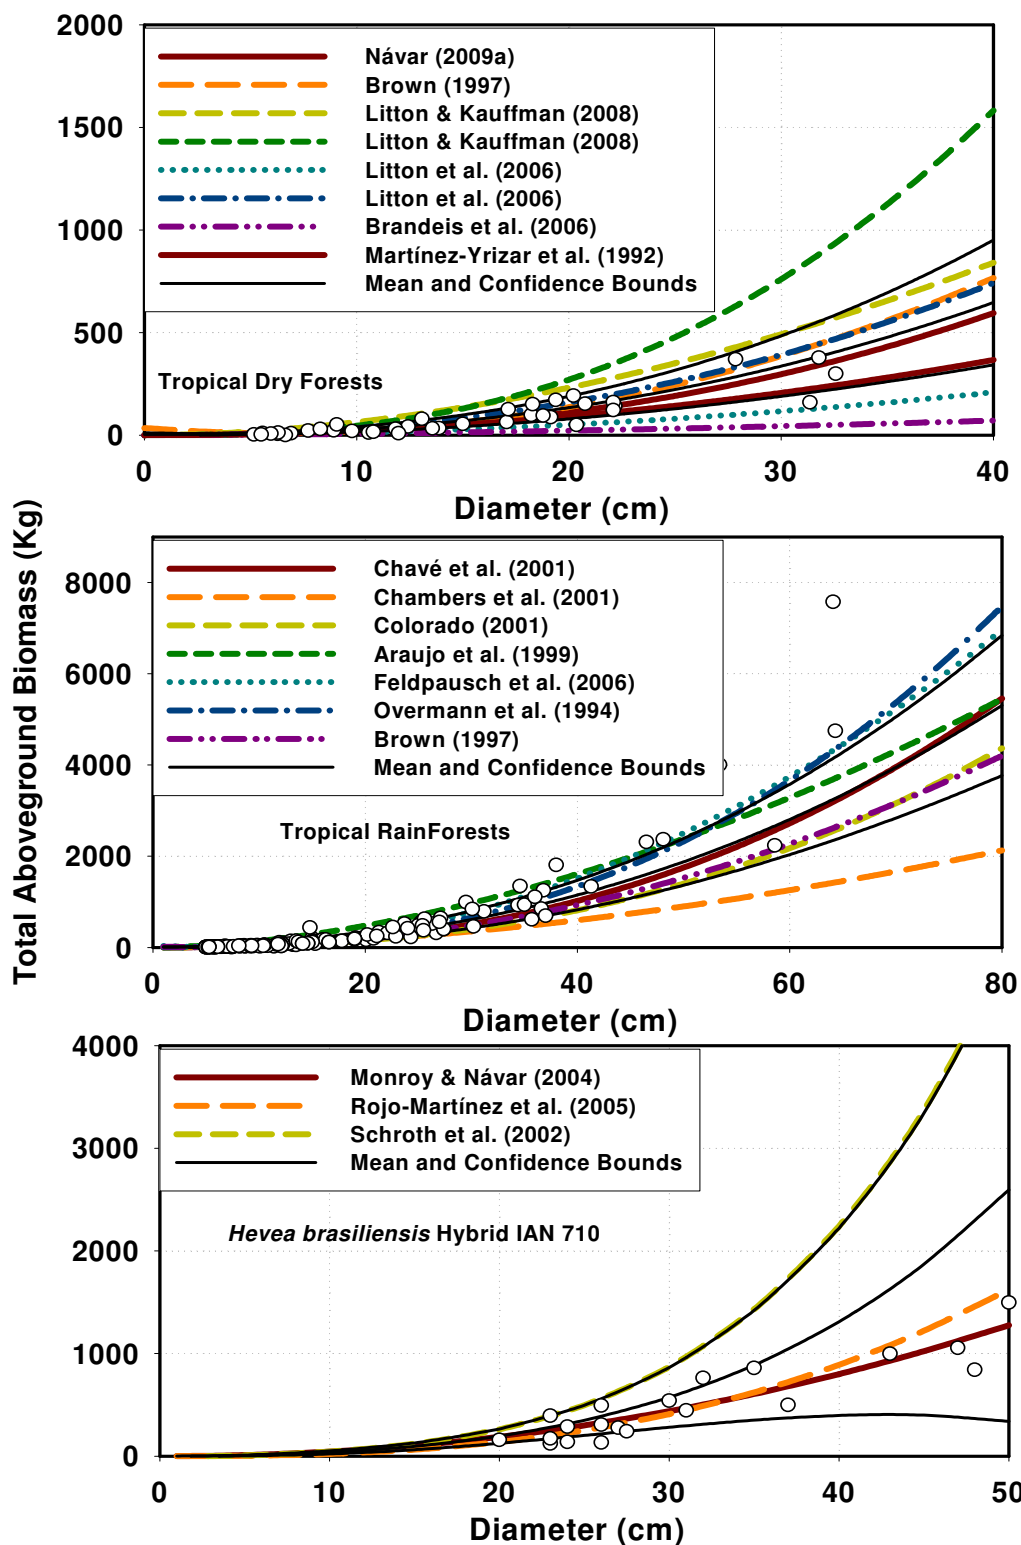 2000
1500
1000
500
0
Návar (2009a)
Brown (1997)
Litton & Kauffman (2008)
Litton & Kauffman (2008)
Litton et al. (2006)
Litton et al. (2006)
Brandeis et al. (2006)
Martínez-Yrizar et al. (1992)
Mean and Confidence Bounds
Tropical Dry Forests
0 10 20 30 40
Diameter (cm)
Total Aboveground Biomass (Kg)
8000
6000
4000
2000
0
Chavé et al. (2001)
Chambers et al. (2001)
Colorado (2001)
Araujo et al. (1999)
Feldpausch et al. (2006)
Overmann et al. (1994)
Brown (1997)
Mean and Confidence Bounds
Tropical RainForests
0 20 40 60 80
Diameter (cm)
4000
3000
2000
1000
0
Monroy & Návar (2004)
Rojo-Martínez et al. (2005)
Schroth et al. (2002)
Mean and Confidence Bounds
Hevea brasiliensis Hybrid IAN 710
0 10 20 30 40 50
Diameter (cm)